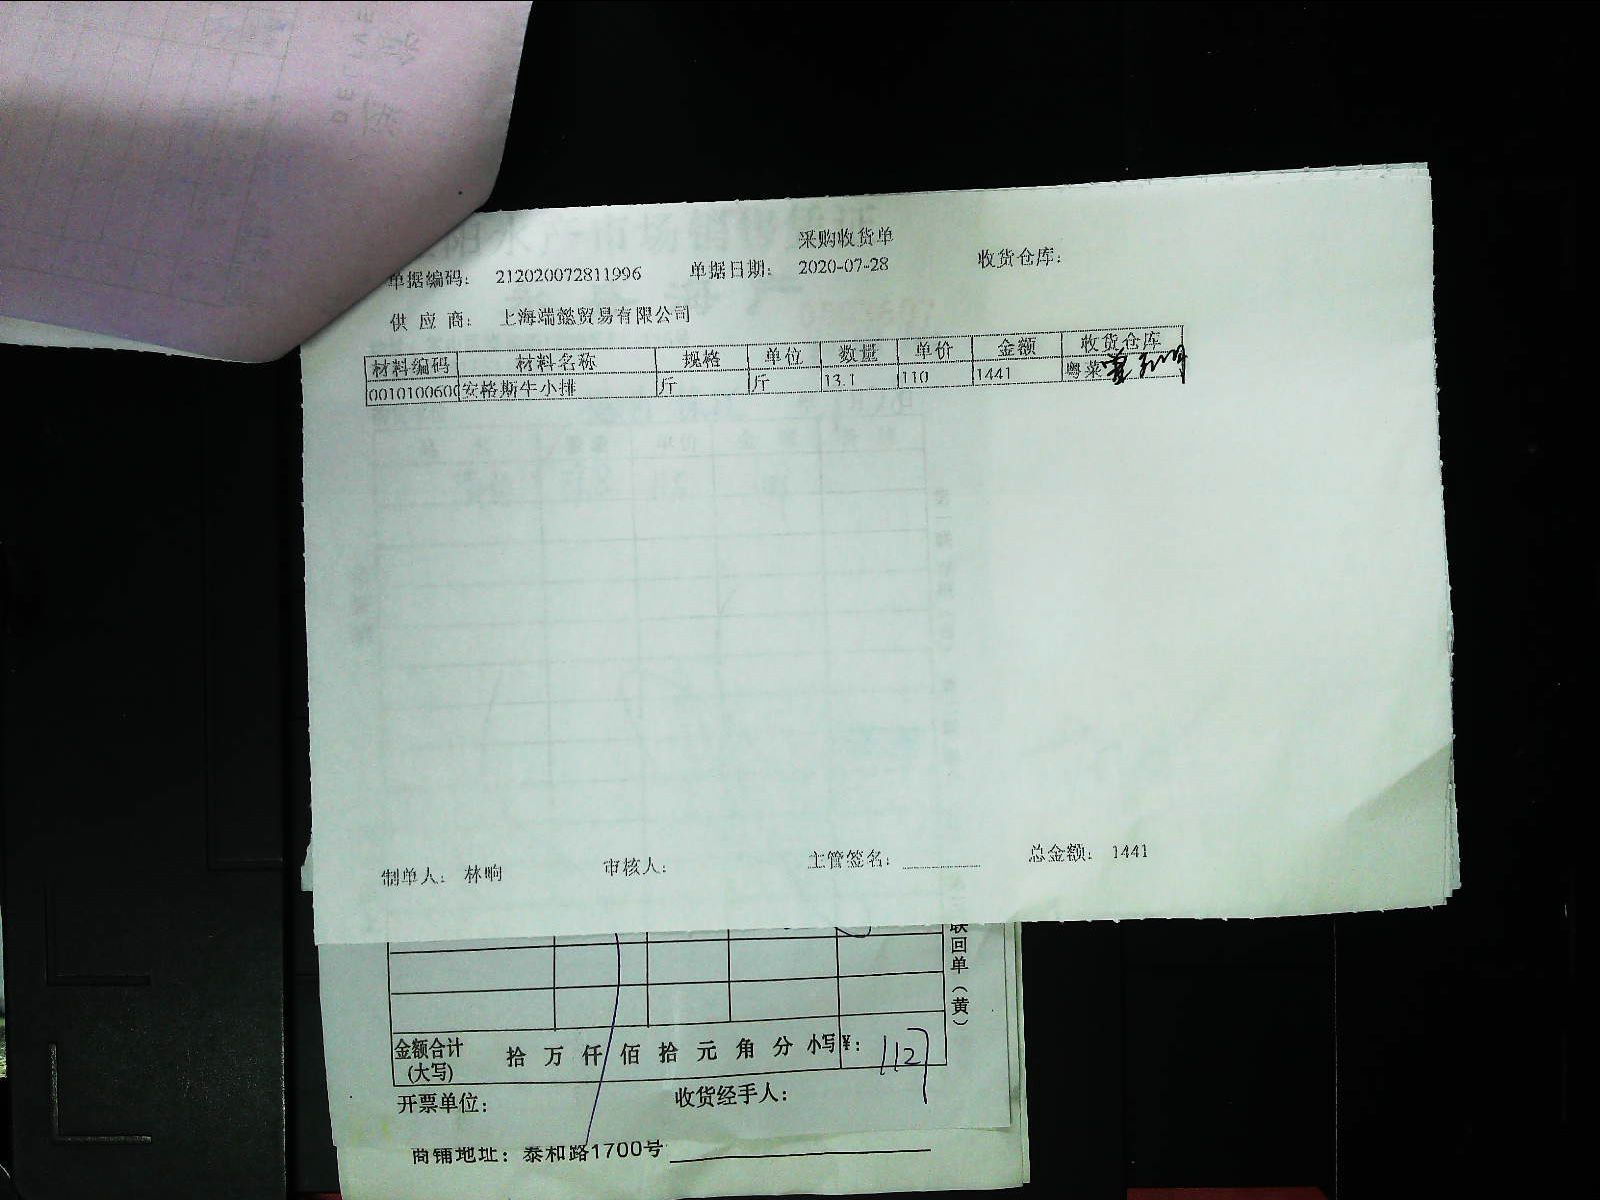 采购收货单
单据编码： 212020072811996 单据日期： 2020-07-28 收货仓库：
供 应 商： 上海端懿贸易有限公司
材料编码 材料名称 规格 单位 数量 单价 金额 收货仓库
0010100600 安格斯牛小排 斤 斤 13.1 110 1441 粤菜
制单人： 林晌 审核人： 主管签名： 总金额： 1441
联回单（黄）
金额合计(大写) 拾 万 仟 佰 拾 元 角 分 小写¥： 1127
开票单位： 收货经手人：
商铺地址：泰和路1700号